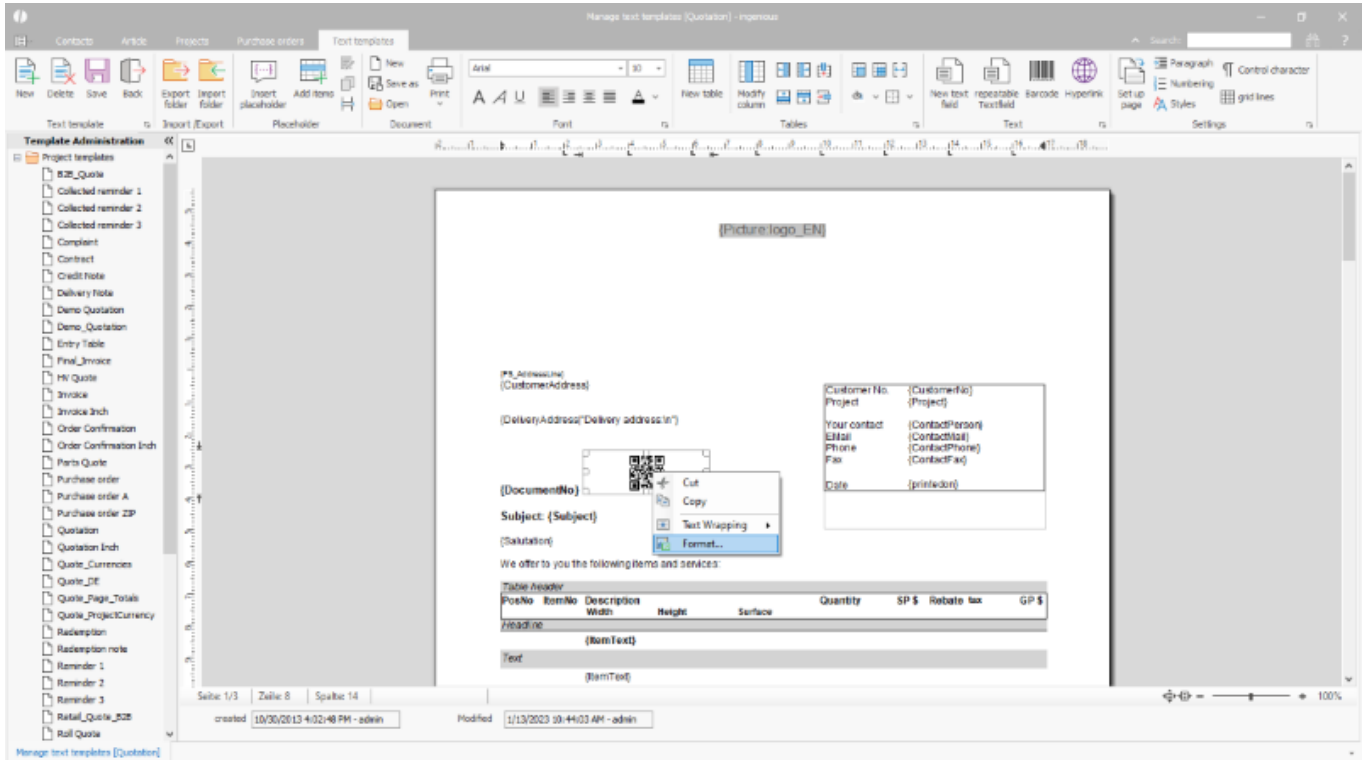 Manage text templates [Quotation] - ingenious
Contacts Article Projects Purchase orders Text templates Search: ?
New Delete Save Back
Text template
Export folder Import folder
Import /Export
Insert placeholder Add items
Placeholder
New
Save as
Open
Print
Document
Arial 10
A A U A
Font
New table Modify column
Tables
New text field repeatable Textfield Barcode Hyperlink
Text
Set up page Paragraph Numbering Styles
Control character
grid lines
Settings
Template Administration
Project templates
B2B_Quote
Collected reminder 1
Collected reminder 2
Collected reminder 3
Complaint
Contract
Credit Note
Delivery Note
Demo Quotation
Demo_Quotation
Entry Table
Final_Invoice
HV Quote
Invoice
Invoice Inch
Order Confirmation
Order Confirmation Inch
Parts Quote
Purchase order
Purchase order A
Purchase order ZIP
Quotation
Quotation Inch
Quote_Currencies
Quote_DE
Quote_Page_Totals
Quote_ProjectCurrency
Redemption
Redemption note
Reminder 1
Reminder 2
Reminder 3
Retail_Quote_B2B
Roll Quote
{Picture:logo_EN}
{PS_AddressLine}
{CustomerAddress}
{DeliveryAddress("Delivery address:\n")
Customer No. {CustomerNo}
Project {Project}
Your contact {ContactPerson}
EMail {ContactMail}
Phone {ContactPhone}
Fax {ContactFax}
Date {printedon}
{DocumentNo}
Subject: {Subject}
{Salutation}
Cut
Copy
Text Wrapping
Format...
We offer to you the following items and services:
Table header
PosNo ItemNo Description Quantity SP $ Rebate tax GP $
Width Height Surface
Headline
{ItemText}
Text
{ItemText}
Seite: 1/3 Zeile: 8 Spalte: 14 100%
created 10/30/2013 4:02:48 PM - admin Modified 1/13/2023 10:44:03 AM - admin
Manage text templates [Quotation]